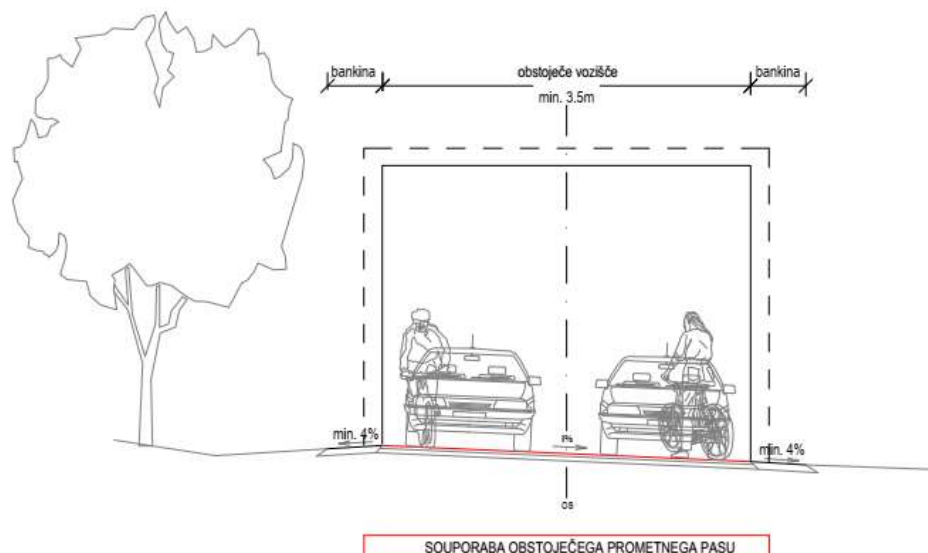 bankina obstoječe vozišče bankina
min. 3.5m
min. 4%
min. 4%
os
SOUPORABA OBSTOJEČEGA PROMETNEGA PASU